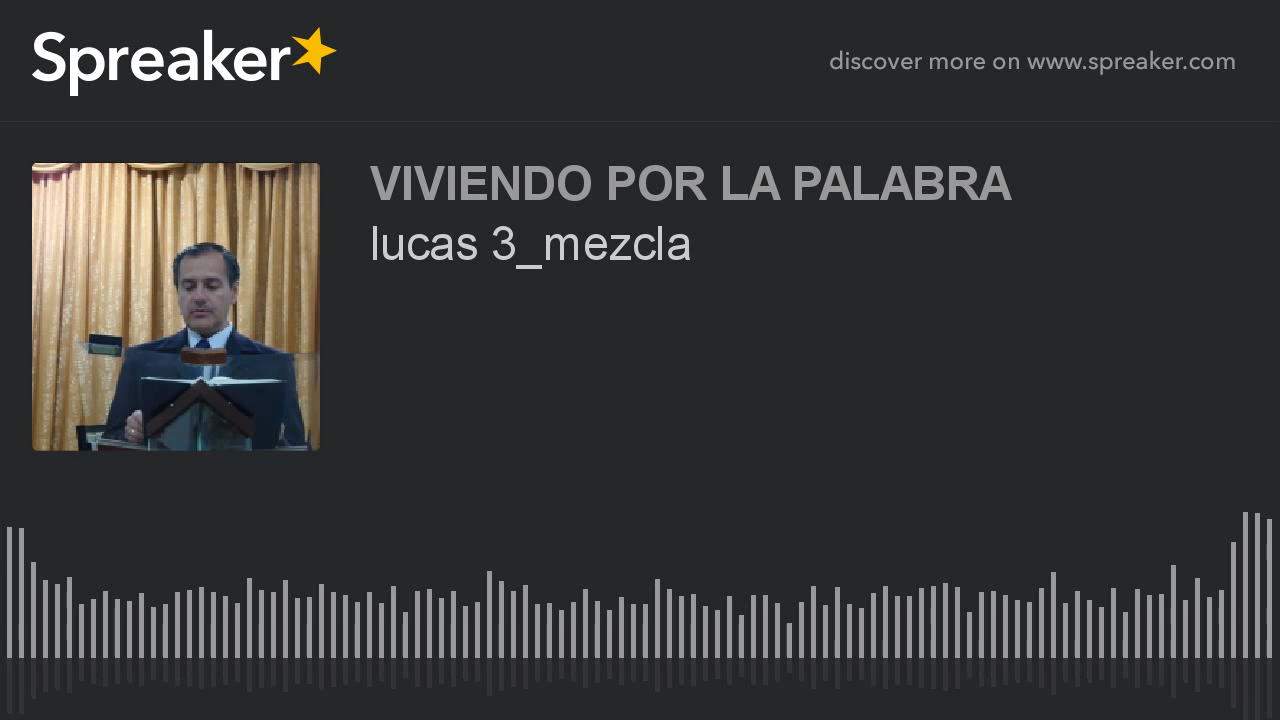 Spreaker
discover more on www.spreaker.com
VIVIENDO POR LA PALABRA
lucas 3_mezcla